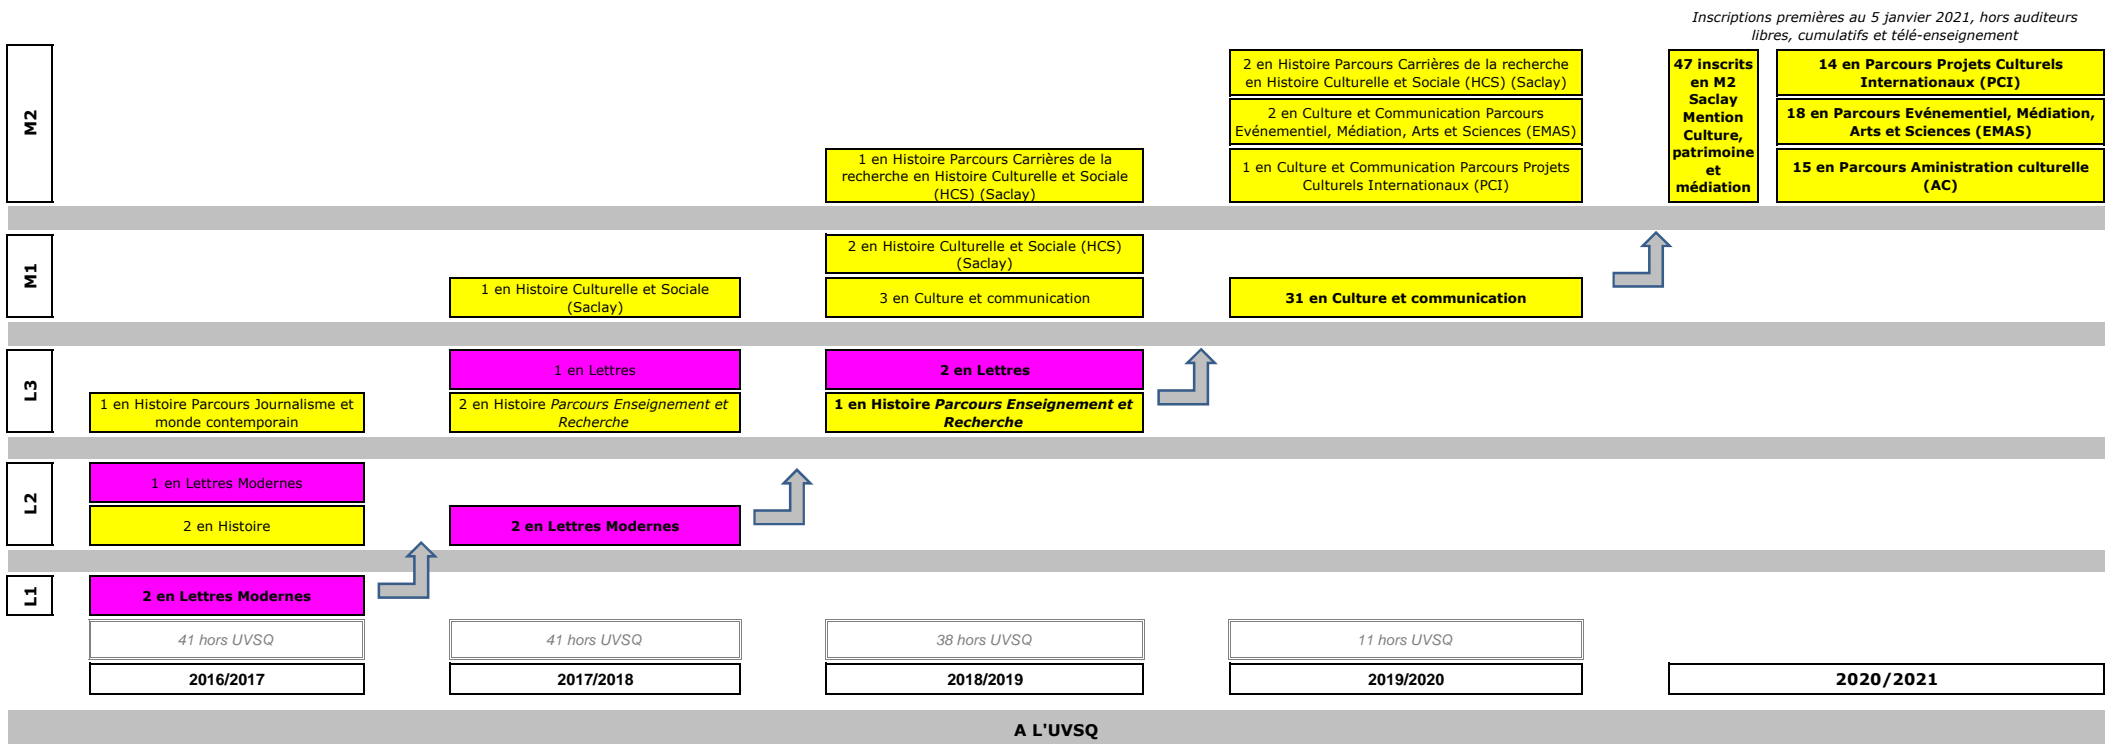 Inscriptions premières au 5 janvier 2021, hors auditeurs
libres, cumulatifs et télé-enseignement
M2
1 en Histoire Parcours Carrières de la
recherche en Histoire Culturelle et Sociale
(HCS) (Saclay)
2 en Histoire Parcours Carrières de la recherche
en Histoire Culturelle et Sociale (HCS) (Saclay)
2 en Culture et Communication Parcours
Evénementiel, Médiation, Arts et Sciences (EMAS)
1 en Culture et Communication Parcours Projets
Culturels Internationaux (PCI)
47 inscrits
en M2
Saclay
Mention
Culture,
patrimoine
et
médiation
14 en Parcours Projets Culturels
Internationaux (PCI)
18 en Parcours Evénementiel, Médiation,
Arts et Sciences (EMAS)
15 en Parcours Aministration culturelle
(AC)
M1
1 en Histoire Culturelle et Sociale
(Saclay)
2 en Histoire Culturelle et Sociale (HCS)
(Saclay)
3 en Culture et communication
31 en Culture et communication
L3
1 en Histoire Parcours Journalisme et
monde contemporain
1 en Lettres
2 en Histoire Parcours Enseignement et
Recherche
2 en Lettres
1 en Histoire Parcours Enseignement et
Recherche
L2
1 en Lettres Modernes
2 en Histoire
2 en Lettres Modernes
L1
2 en Lettres Modernes
41 hors UVSQ
41 hors UVSQ
38 hors UVSQ
11 hors UVSQ
2016/2017
2017/2018
2018/2019
2019/2020
2020/2021
A L'UVSQ